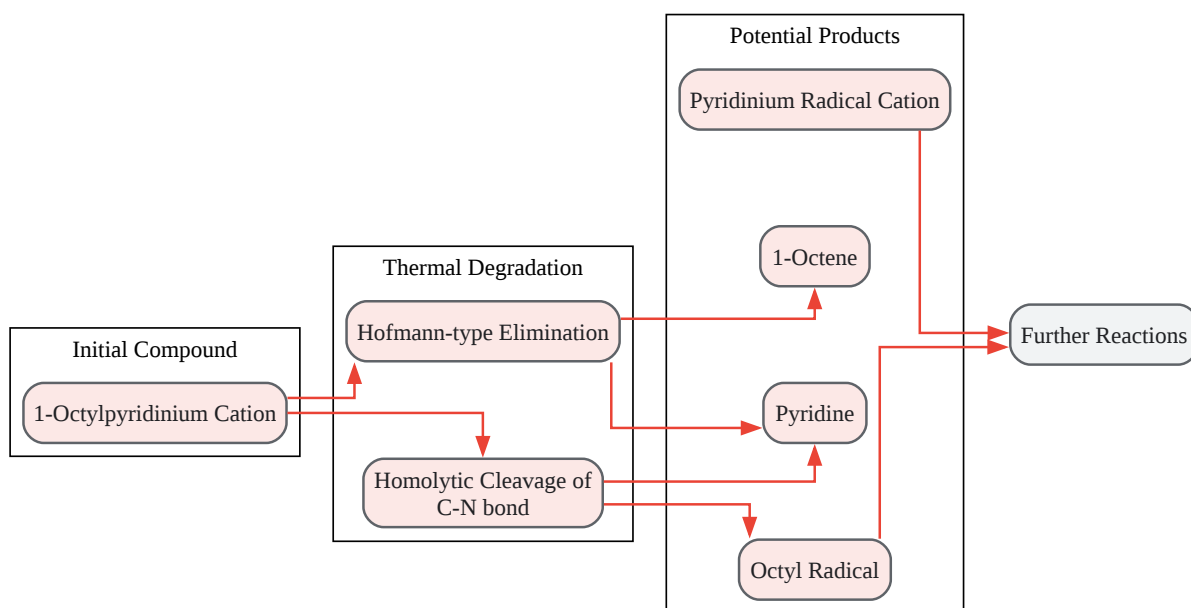 Potential Products
Pyridinium Radical Cation
1-Octene
Thermal Degradation
Hofmann-type Elimination
Further Reactions
Initial Compound
1-Octylpyridinium Cation
Pyridine
Homolytic Cleavage of
C-N bond
Octyl Radical